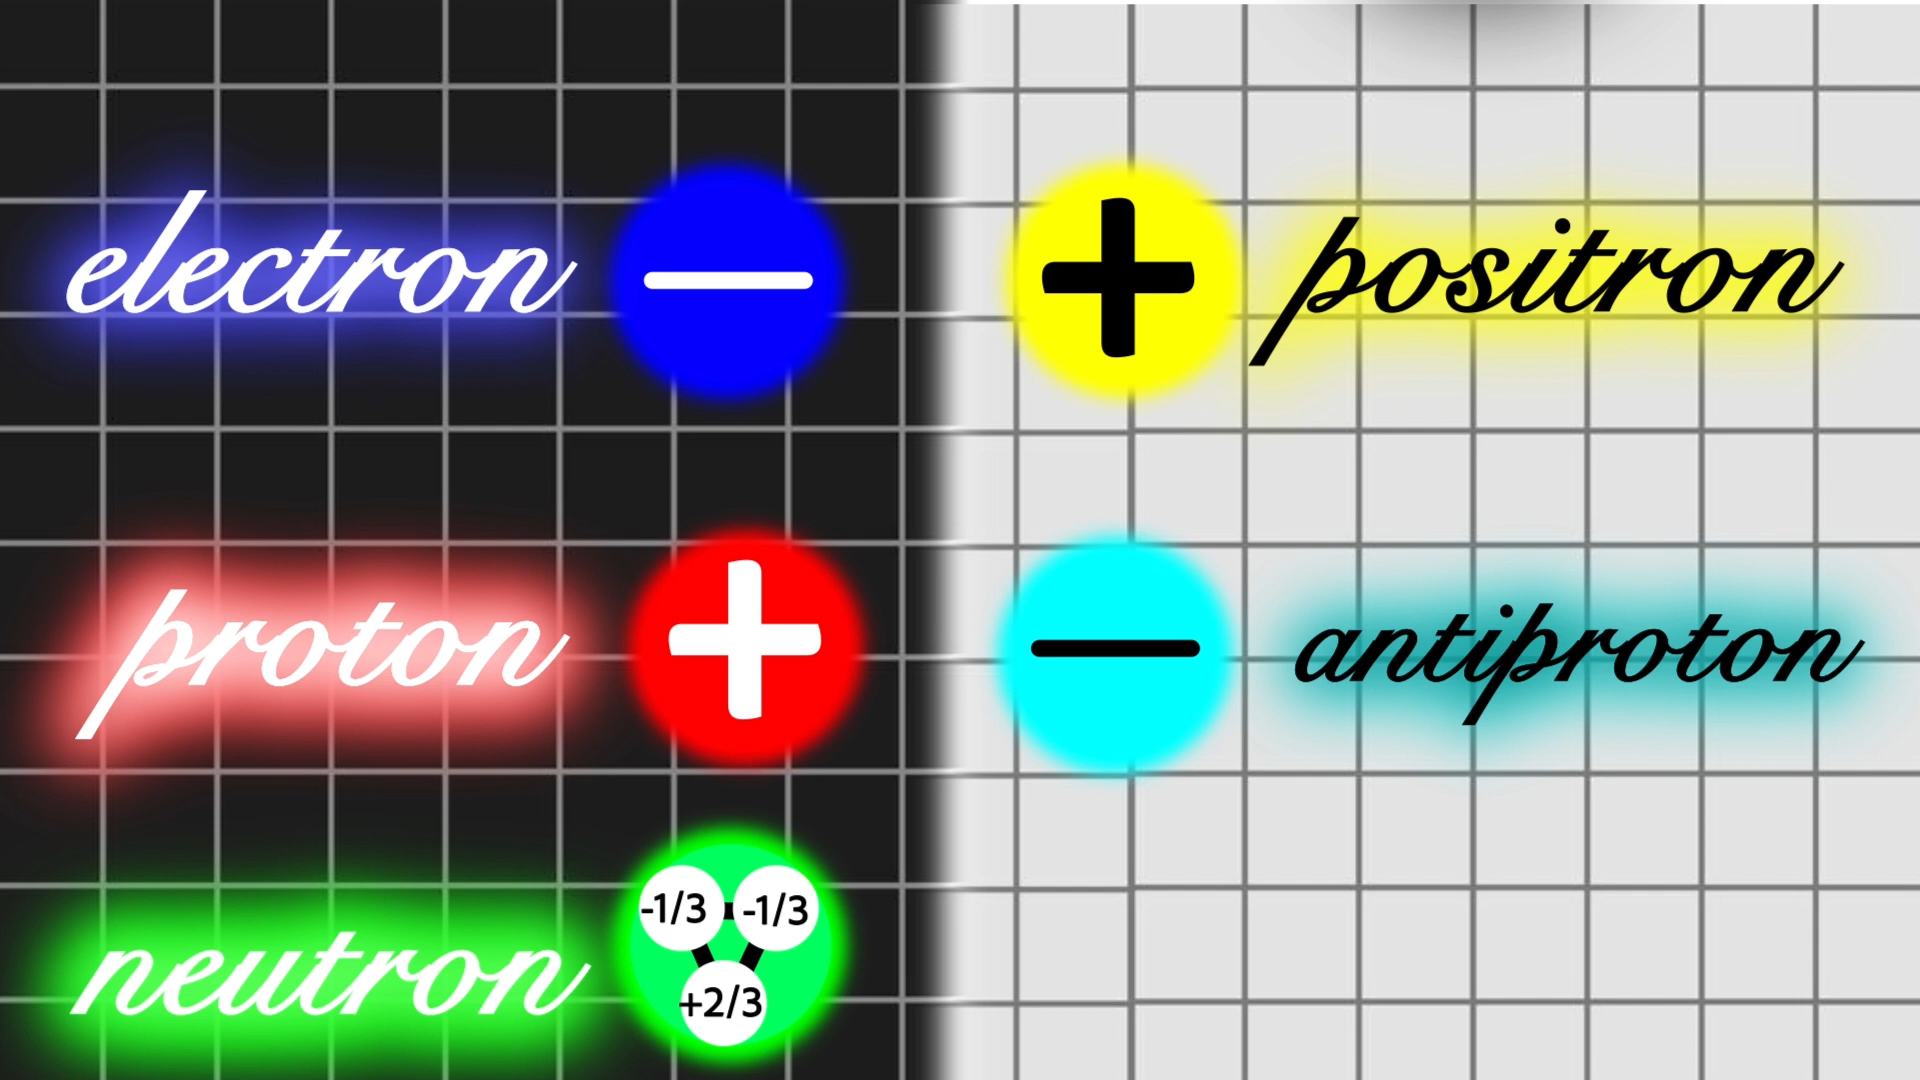 electron − + positron
proton + − antiproton
-1/3 -1/3
neutron
+2/3